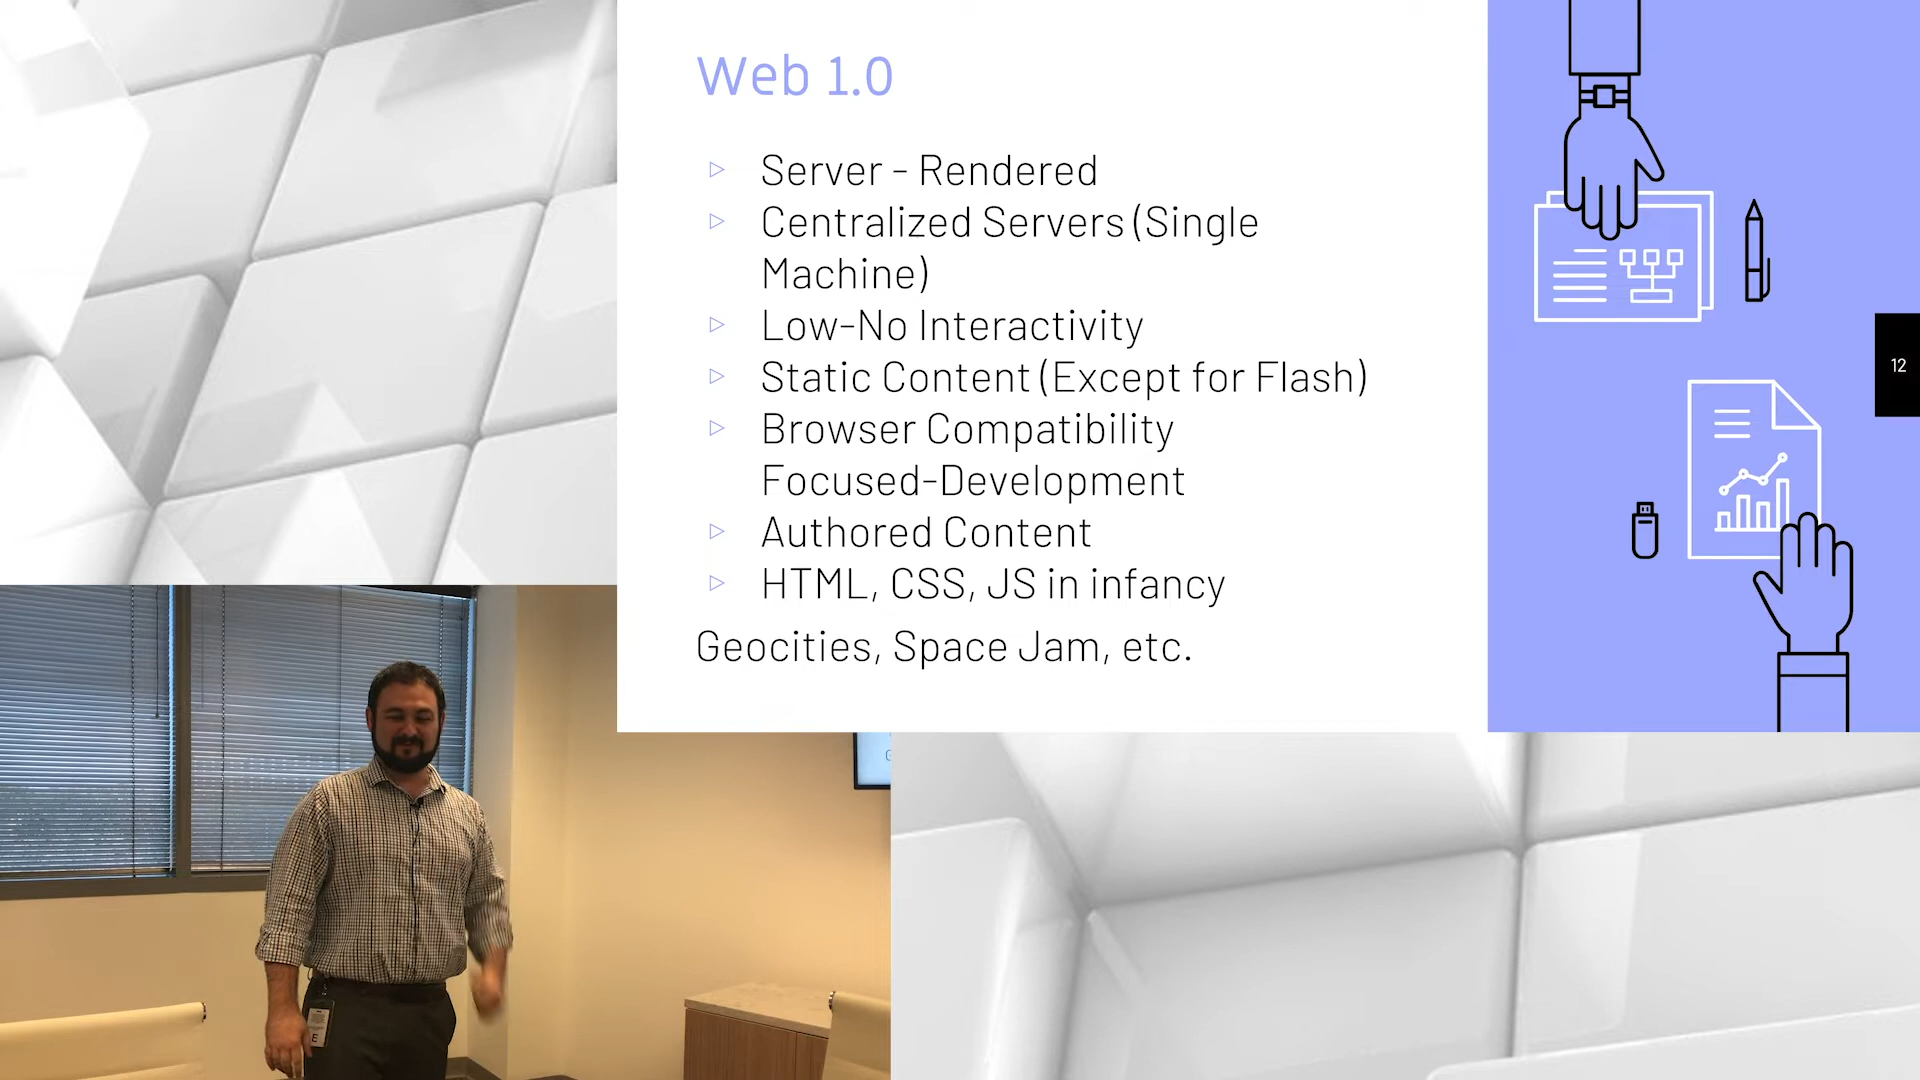 Web 1.0
Server - Rendered
Centralized Servers (Single
Machine)
Low-No Interactivity
Static Content (Except for Flash)
Browser Compatibility
Focused-Development
Authored Content
HTML, CSS, JS in infancy
Geocities, Space Jam, etc.
12
G
E